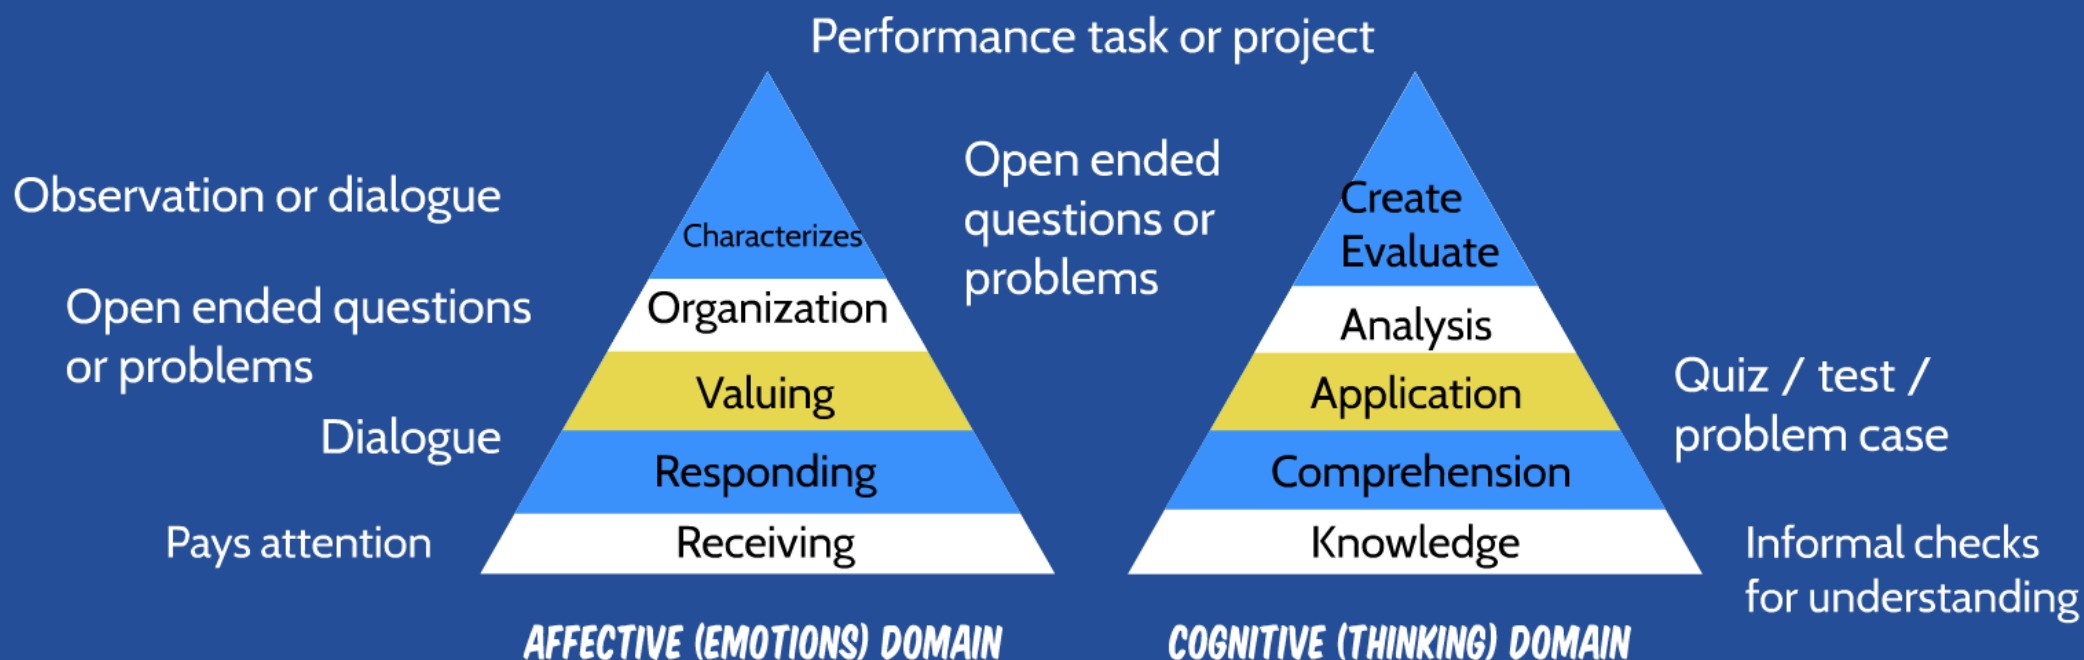 Performance task or project
Observation or dialogue
Open ended questions
or problems
Dialogue
Pays attention
Characterizes
Organization
Valuing
Responding
Receiving
AFFECTIVE (EMOTIONS) DOMAIN
Open ended
questions or
problems
Create
Evaluate
Analysis
Application
Comprehension
Knowledge
COGNITIVE (THINKING) DOMAIN
Quiz / test /
problem case
Informal checks
for understanding